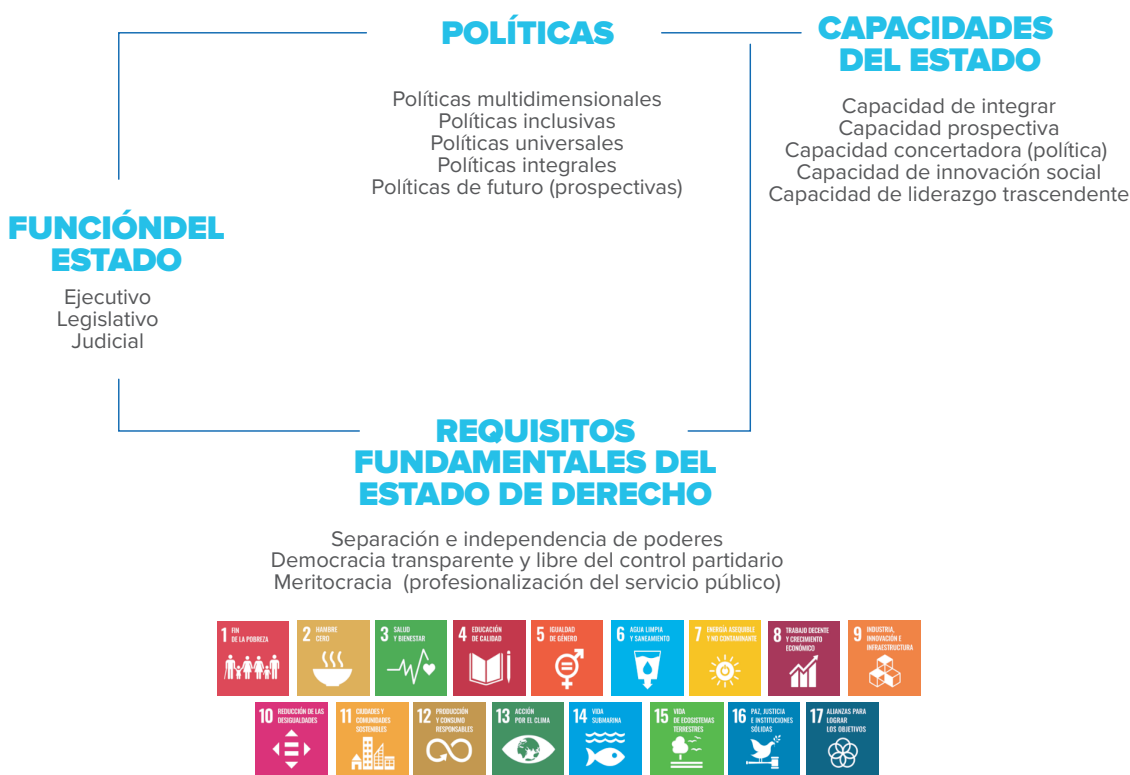 POLÍTICAS
Políticas multidimensionales
Políticas inclusivas
Políticas universales
Políticas integrales
Políticas de futuro (prospectivas)
CAPACIDADES
DEL ESTADO
Capacidad de integrar
Capacidad prospectiva
Capacidad concertadora (política)
Capacidad de innovación social
Capacidad de liderazgo trascendente
FUNCIÓNDEL
ESTADO
Ejecutivo
Legislativo
Judicial
REQUISITOS
FUNDAMENTALES DEL
ESTADO DE DERECHO
Separación e independencia de poderes
Democracia transparente y libre del control partidario
Meritocracia (profesionalización del servicio público)
1 FIN
DE LA POBREZA
2 HAMBRE
CERO
3 SALUD
Y BIENESTAR
4 EDUCACIÓN
DE CALIDAD
5 IGUALDAD
DE GÉNERO
6 AGUA LIMPIA
Y SANEAMIENTO
7 ENERGÍA ASEQUIBLE
Y NO CONTAMINANTE
8 TRABAJO DECENTE
Y CRECIMIENTO
ECONÓMICO
9 INDUSTRIA,
INNOVACIÓN E
INFRAESTRUCTURA
10 REDUCCIÓN DE LAS
DESIGUALDADES
11 CIUDADES Y
COMUNIDADES
SOSTENIBLES
12 PRODUCCIÓN
Y CONSUMO
RESPONSABLES
13 ACCIÓN
POR EL CLIMA
14 VIDA
SUBMARINA
15 VIDA
DE ECOSISTEMAS
TERRESTRES
16 PAZ, JUSTICIA
E INSTITUCIONES
SÓLIDAS
17 ALIANZAS PARA
LOGRAR
LOS OBJETIVOS